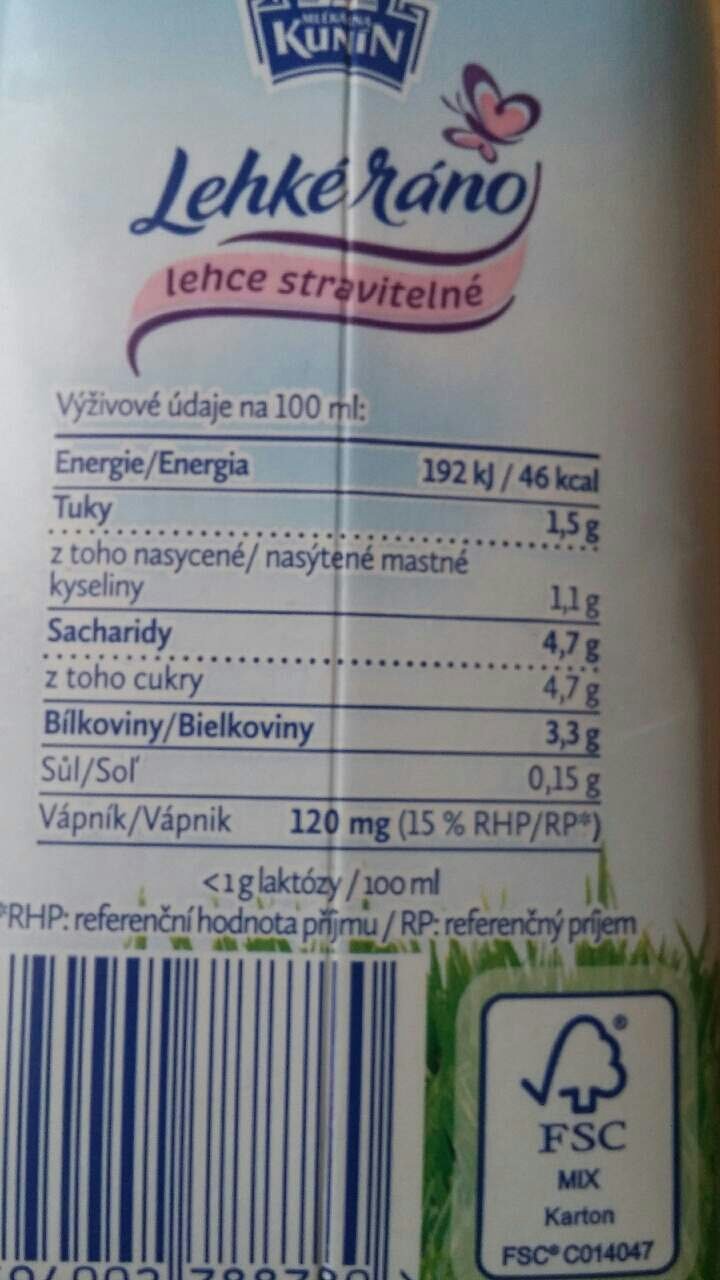 MLÉKÁRNA
KUNÍN
Lehké ráno
lehce stravitelné
Výživové údaje na 100 ml:
Energie/Energia 192 kJ / 46 kcal
Tuky 1,5 g
z toho nasycené/ nasýtené mastné
kyseliny 1,1 g
Sacharidy 4,7 g
z toho cukry 4,7 g
Bílkoviny/Bielkoviny 3,3 g
Sůl/Soľ 0,15 g
Vápník/Vápnik 120 mg (15 % RHP/RP*)
<1g laktózy / 100 ml
*RHP: referenční hodnota příjmu / RP: referenčný príjem
®
FSC
MIX
Karton
FSC® C014047